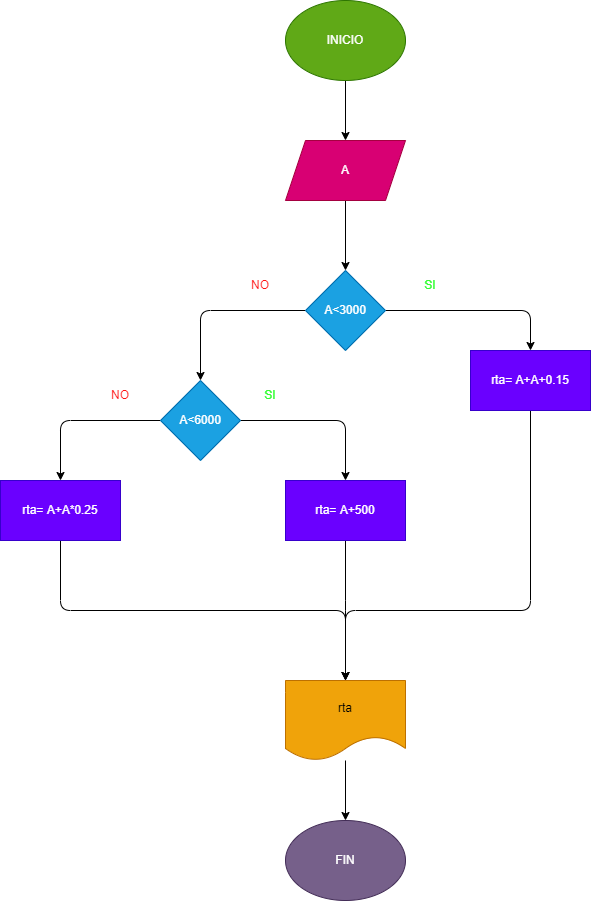 INICIO
A
NO
SI
A<3000
rta= A+A+0.15
NO
SI
A<6000
rta= A+A*0.25
rta= A+500
rta
FIN